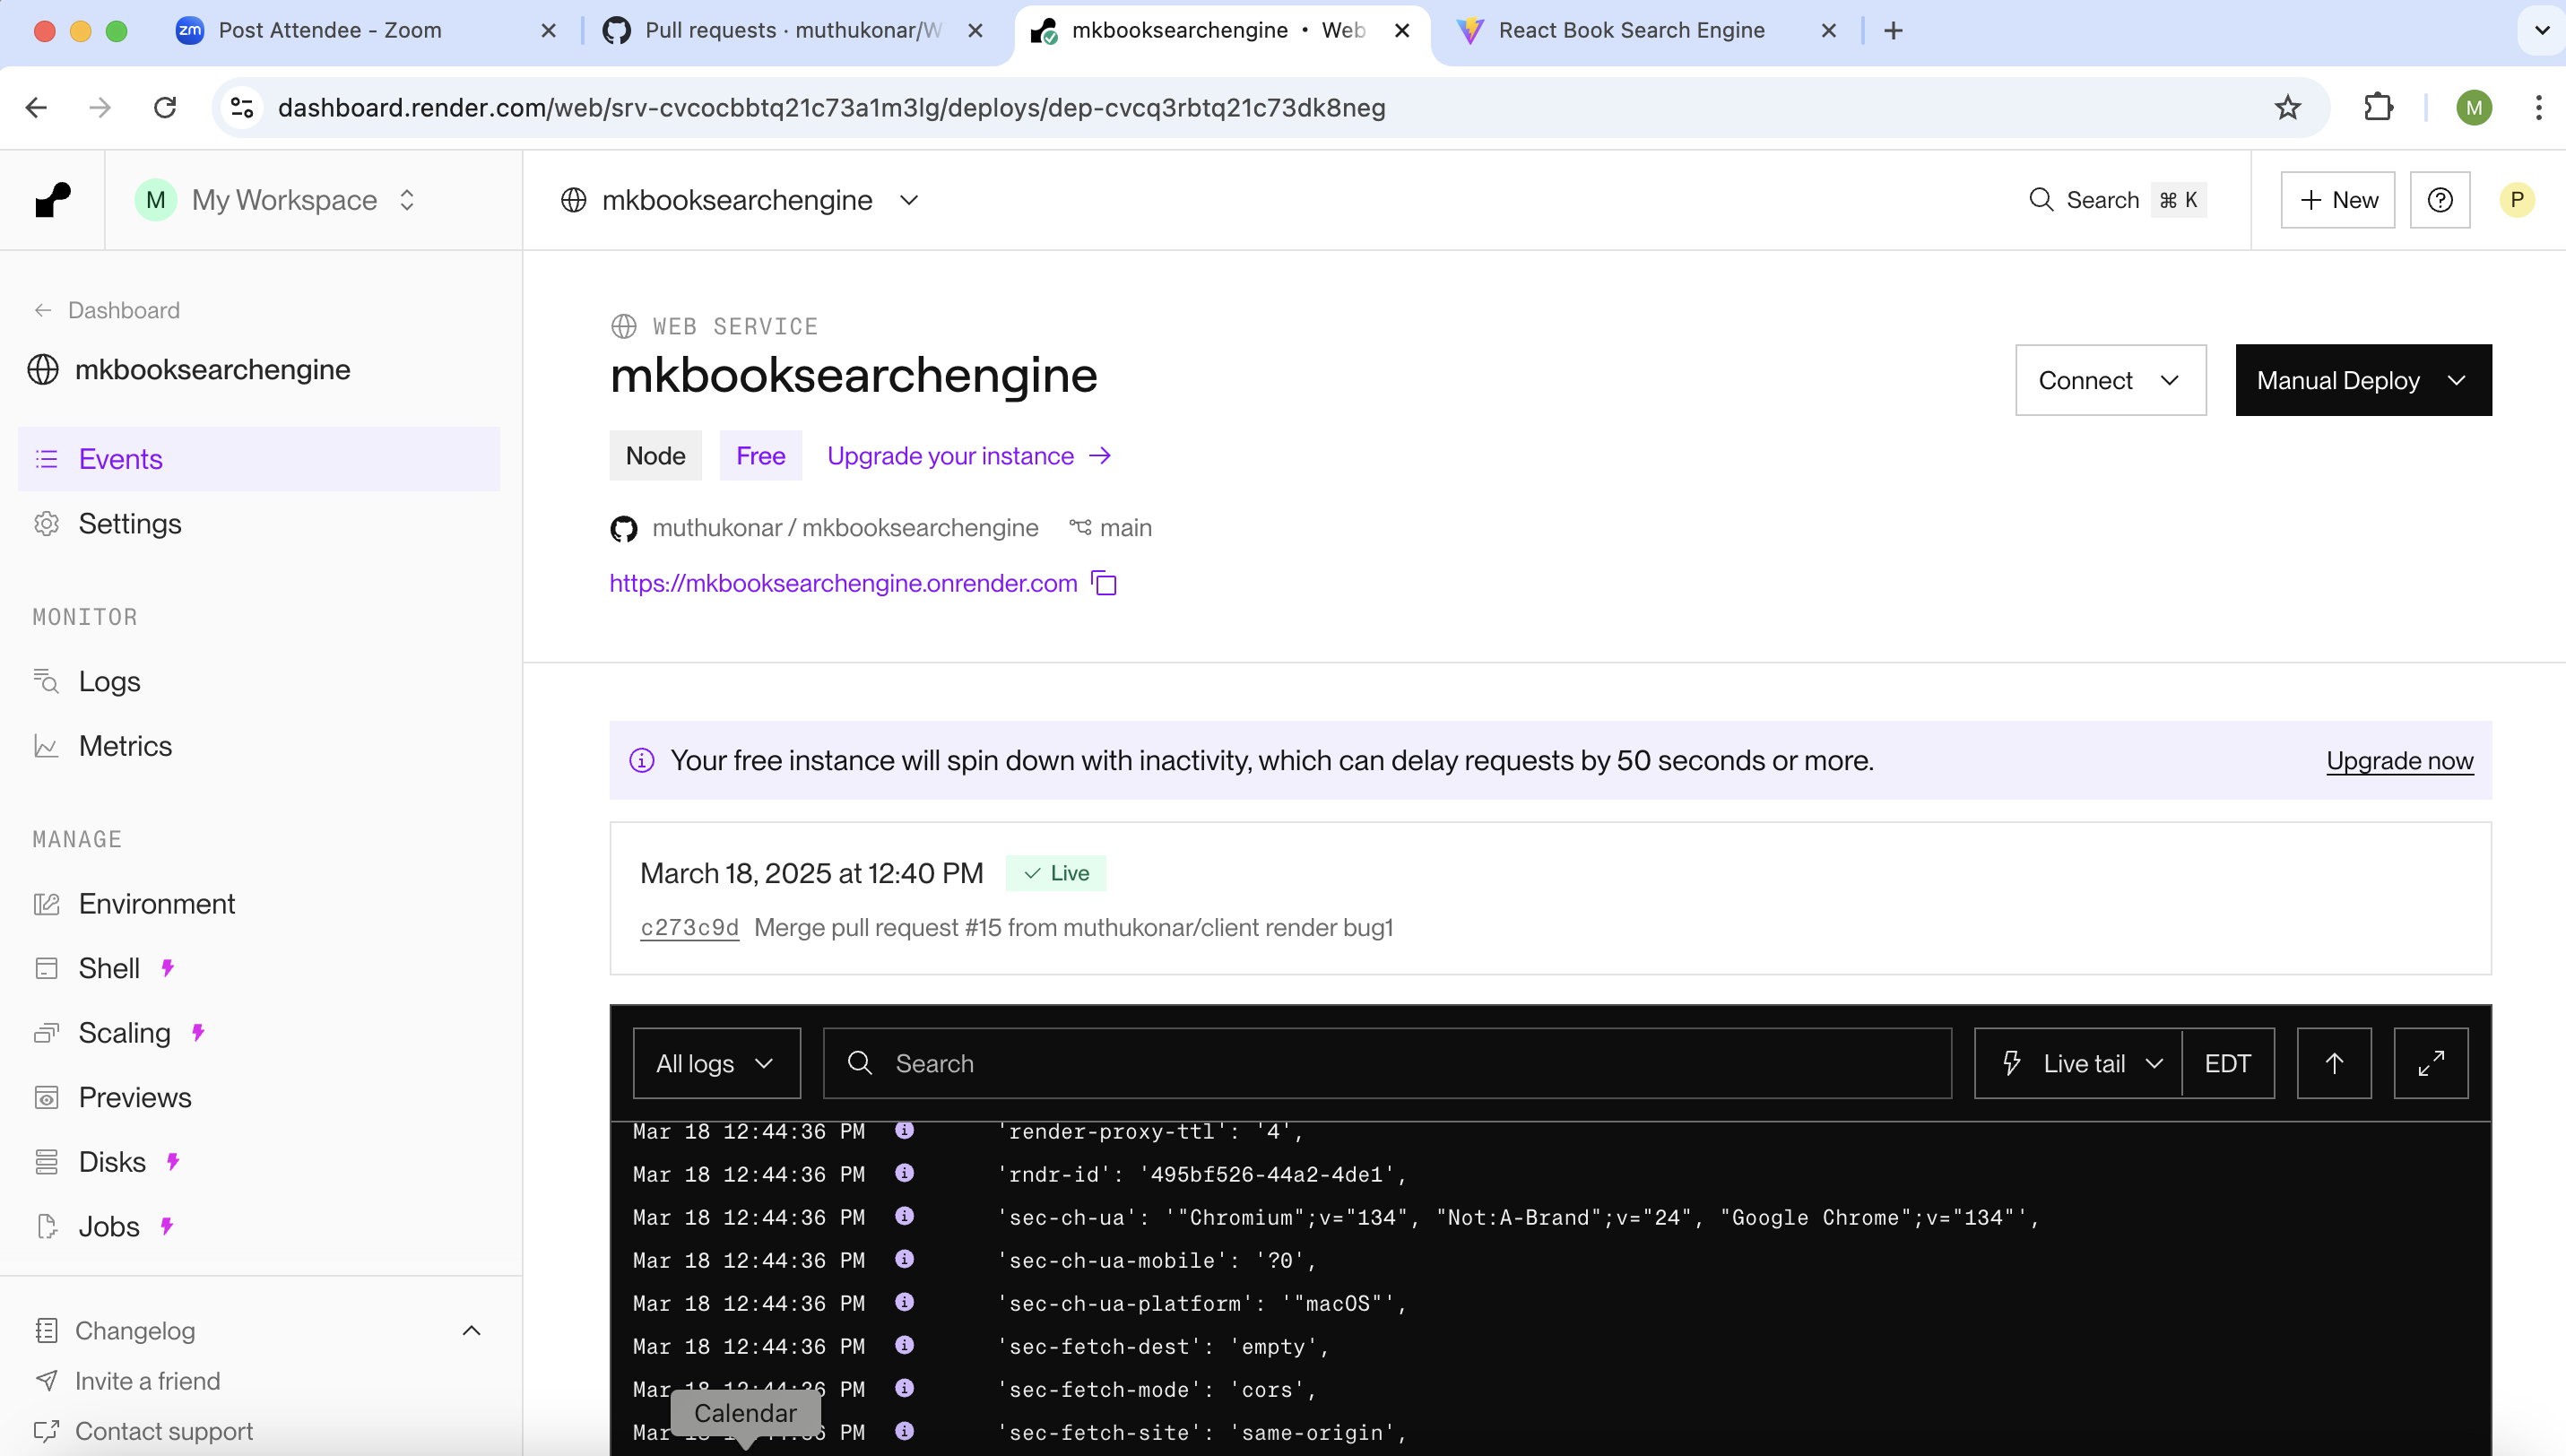 zm Post Attendee - Zoom
Pull requests · muthukonar/W
mkbooksearchengine • Web
React Book Search Engine
dashboard.render.com/web/srv-cvcocbbtq21c73a1m3lg/deploys/dep-cvcq3rbtq21c73dk8neg
M
M My Workspace
mkbooksearchengine
Search ⌘ K
+ New
P
Dashboard
mkbooksearchengine
Events
Settings
MONITOR
Logs
Metrics
MANAGE
Environment
Shell
Scaling
Previews
Disks
Jobs
Changelog
Invite a friend
Contact support
WEB SERVICE
mkbooksearchengine
Connect
Manual Deploy
Node
Free
Upgrade your instance
muthukonar / mkbooksearchengine main
https://mkbooksearchengine.onrender.com
Your free instance will spin down with inactivity, which can delay requests by 50 seconds or more.
Upgrade now
March 18, 2025 at 12:40 PM
Live
c273c9d Merge pull request #15 from muthukonar/client render bug1
All logs
Search
Live tail
EDT
Mar 18 12:44:36 PM 'render-proxy-ttl': '4',
Mar 18 12:44:36 PM 'rndr-id': '495bf526-44a2-4de1',
Mar 18 12:44:36 PM 'sec-ch-ua': '"Chromium";v="134", "Not:A-Brand";v="24", "Google Chrome";v="134"',
Mar 18 12:44:36 PM 'sec-ch-ua-mobile': '?0',
Mar 18 12:44:36 PM 'sec-ch-ua-platform': '"macOS"',
Mar 18 12:44:36 PM 'sec-fetch-dest': 'empty',
Mar 18 12:44:36 PM 'sec-fetch-mode': 'cors',
Calendar
Mar 6 PM 'sec-fetch-site': 'same-origin',